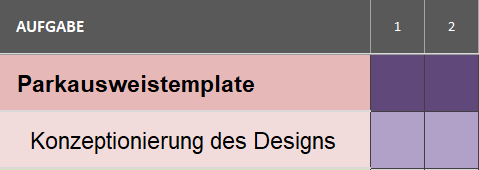 AUFGABE 1 2
Parkausweistemplate
Konzeptionierung des Designs